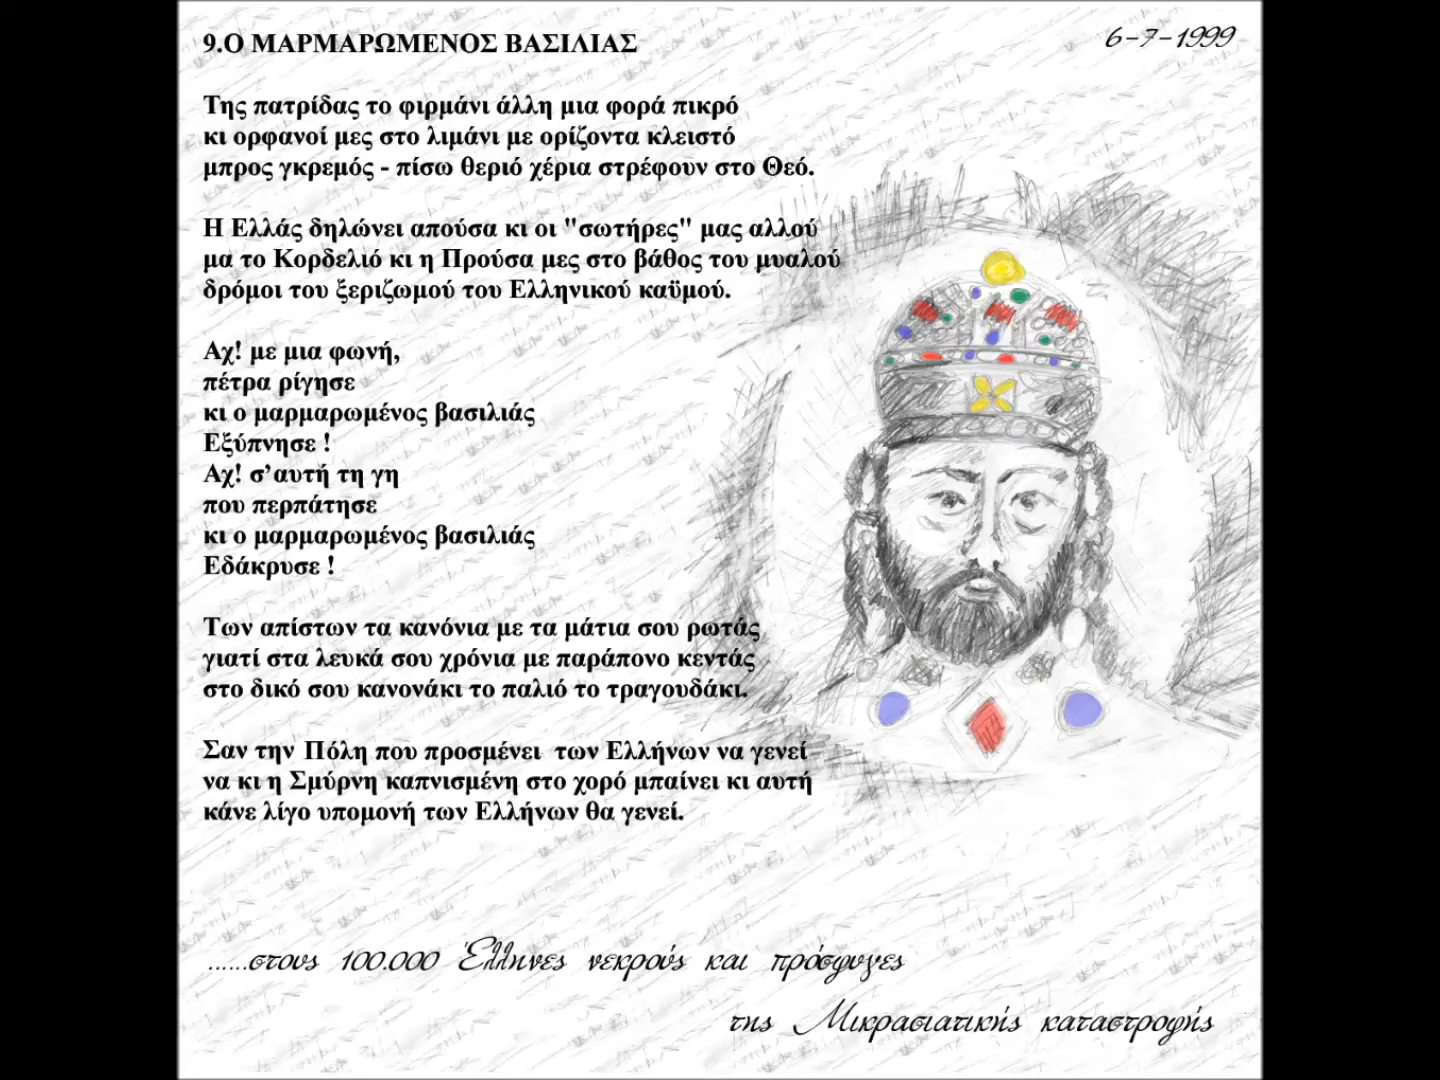 9.Ο ΜΑΡΜΑΡΩΜΕΝΟΣ ΒΑΣΙΛΙΑΣ
6-7-1999
Της πατρίδας το φιρμάνι άλλη μια φορά πικρό
κι ορφανοί μες στο λιμάνι με ορίζοντα κλειστό
μπρος γκρεμός - πίσω θεριό χέρια στρέφουν στο Θεό.
Η Ελλάς δηλώνει απούσα κι οι "σωτήρες" μας αλλού
μα το Κορδελιό κι η Προύσα μες στο βάθος του μυαλού
δρόμοι του ξεριζωμού του Ελληνικού καϋμού.
Αχ! με μια φωνή,
πέτρα ρίγησε
κι ο μαρμαρωμένος βασιλιάς
Εξύπνησε !
Αχ! σ’αυτή τη γη
που περπάτησε
κι ο μαρμαρωμένος βασιλιάς
Εδάκρυσε !
Των απίστων τα κανόνια με τα μάτια σου ρωτάς
γιατί στα λευκά σου χρόνια με παράπονο κεντάς
στο δικό σου κανονάκι το παλιό το τραγουδάκι.
Σαν την Πόλη που προσμένει των Ελλήνων να γενεί
να κι η Σμύρνη καπνισμένη στο χορό μπαίνει κι αυτή
κάνε λίγο υπομονή των Ελλήνων θα γενεί.
......στους 100.000 Έλληνες νεκρούς και πρόσφυγες
της Μικρασιατικής καταστροφής